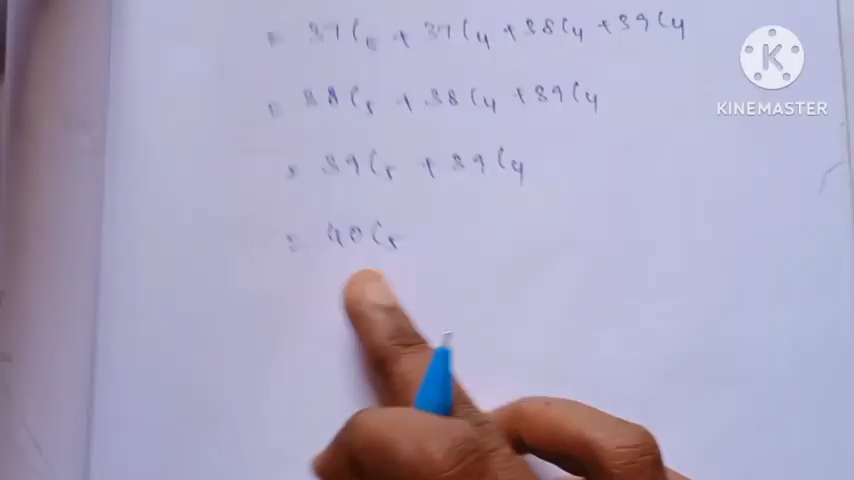 = 37C5 + 37C4 + 38C4 + 39C4
KINEMASTER
= 38C5 + 38C4 + 39C4
= 39C5 + 39C4
= 40C5